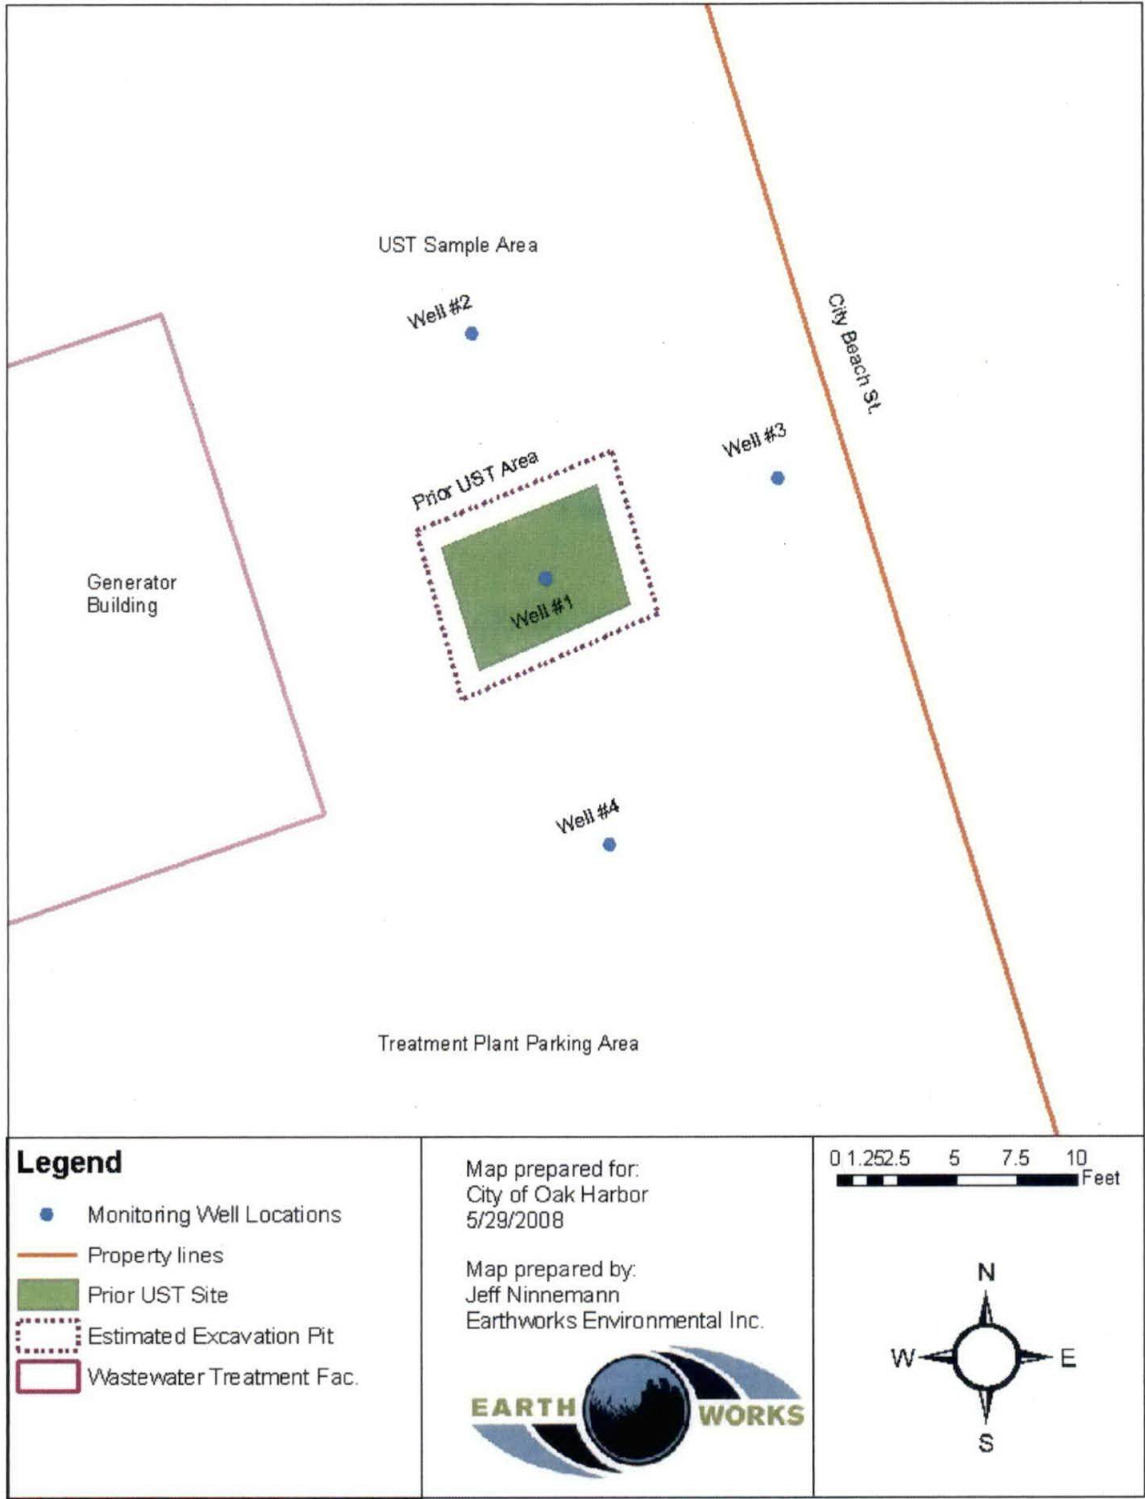 UST Sample Area
Well #2
City Beach St.
Well #3
Prior UST Area
Generator
Building
Well #1
Well #4
Treatment Plant Parking Area
Legend
Monitoring Well Locations
Property lines
Prior UST Site
Estimated Excavation Pit
Wastewater Treatment Fac.
Map prepared for:
City of Oak Harbor
5/29/2008
Map prepared by:
Jeff Ninnemann
Earthworks Environmental Inc.
EARTH WORKS
0 1.25 2.5 5 7.5 10
Feet
N
W E
S